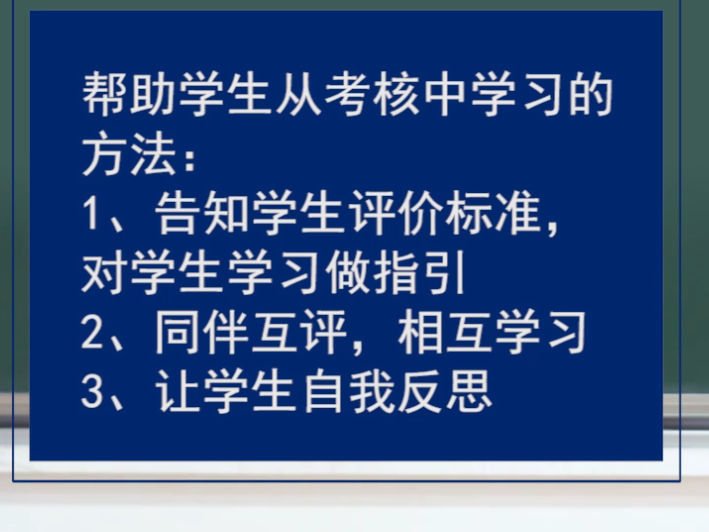 帮助学生从考核中学习的
方法：
1、告知学生评价标准，
对学生学习做指引
2、同伴互评，相互学习
3、让学生自我反思